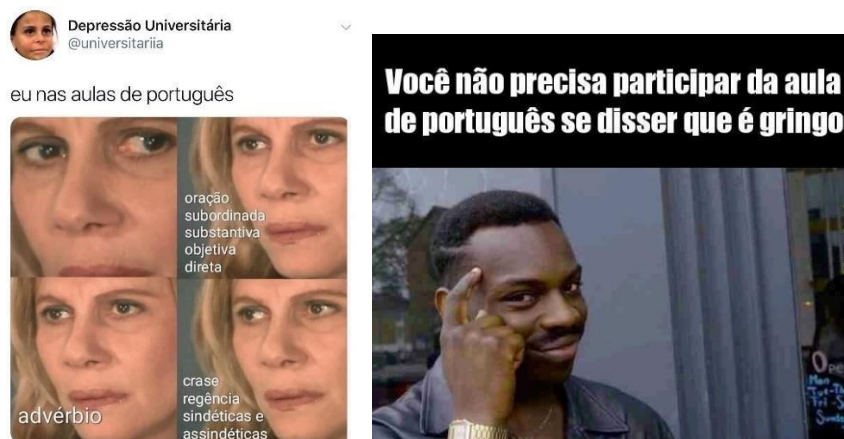 Depressão Universitária
@universitariia
eu nas aulas de português
oração
subordinada
substantiva
objetiva
direta
advérbio
crase
regência
sindéticas e
assindéticas
Você não precisa participar da aula
de português se disser que é gringo